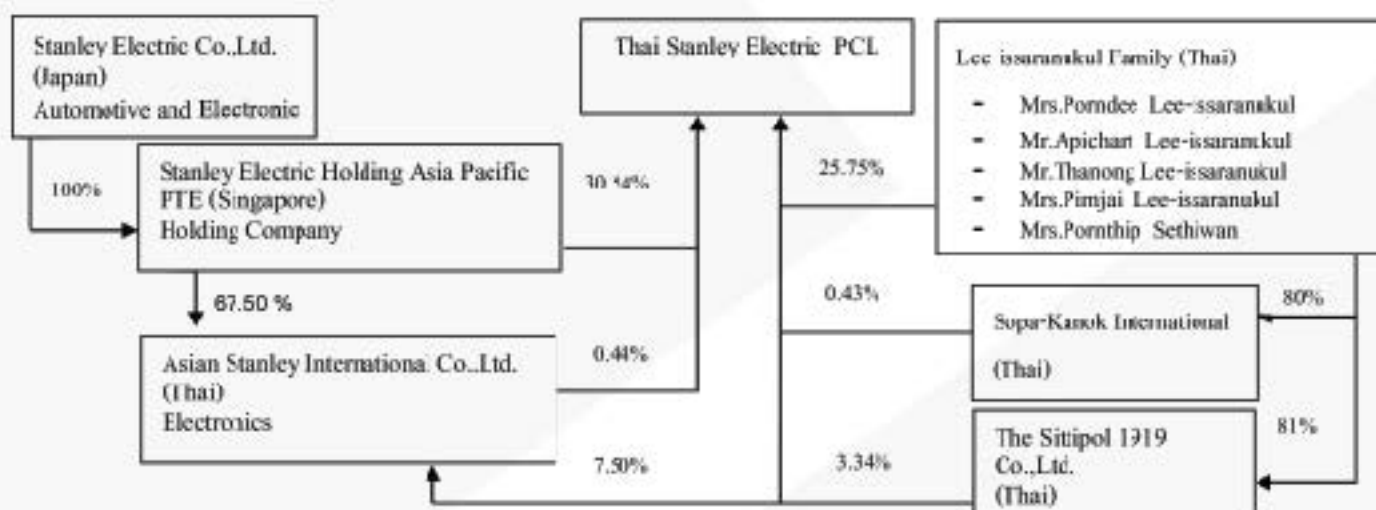 Stanley Electric Co.,Ltd.
(Japan)
Automotive and Electronic
Thai Stanley Electric PCL
Lee-issaranukul Family (Thai)
- Mrs.Porndee Lee-issaranukul
- Mr.Apichart Lee-issaranukul
- Mr.Thanong Lee-issaranukul
- Mrs.Pimjai Lee-issaranukul
- Mrs.Pornthip Sethiwan
100%
Stanley Electric Holding Asia Pacific
PTE (Singapore)
Holding Company
25.75%
67.50 %
0.43%
80%
Sopa-Kanok International
(Thai)
Asian Stanley International Co.,Ltd.
(Thai)
Electronics
0.44%
7.50%
3.34%
81%
The Sittipol 1919
Co.,Ltd.
(Thai)